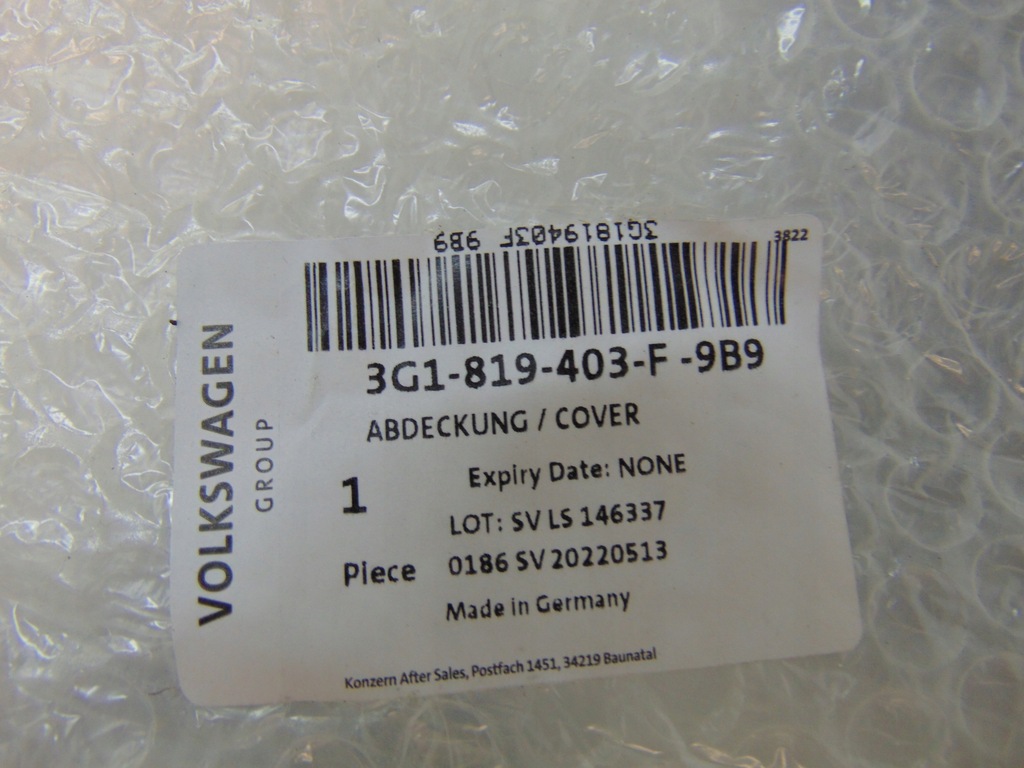 VOLKSWAGEN
GROUP
3G1819403F 9B9
3822
3G1-819-403-F -9B9
ABDECKUNG / COVER
1
Piece
Expiry Date: NONE
LOT: SV LS 146337
0186 SV 20220513
Made in Germany
Konzern After Sales, Postfach 1451, 34219 Baunatal